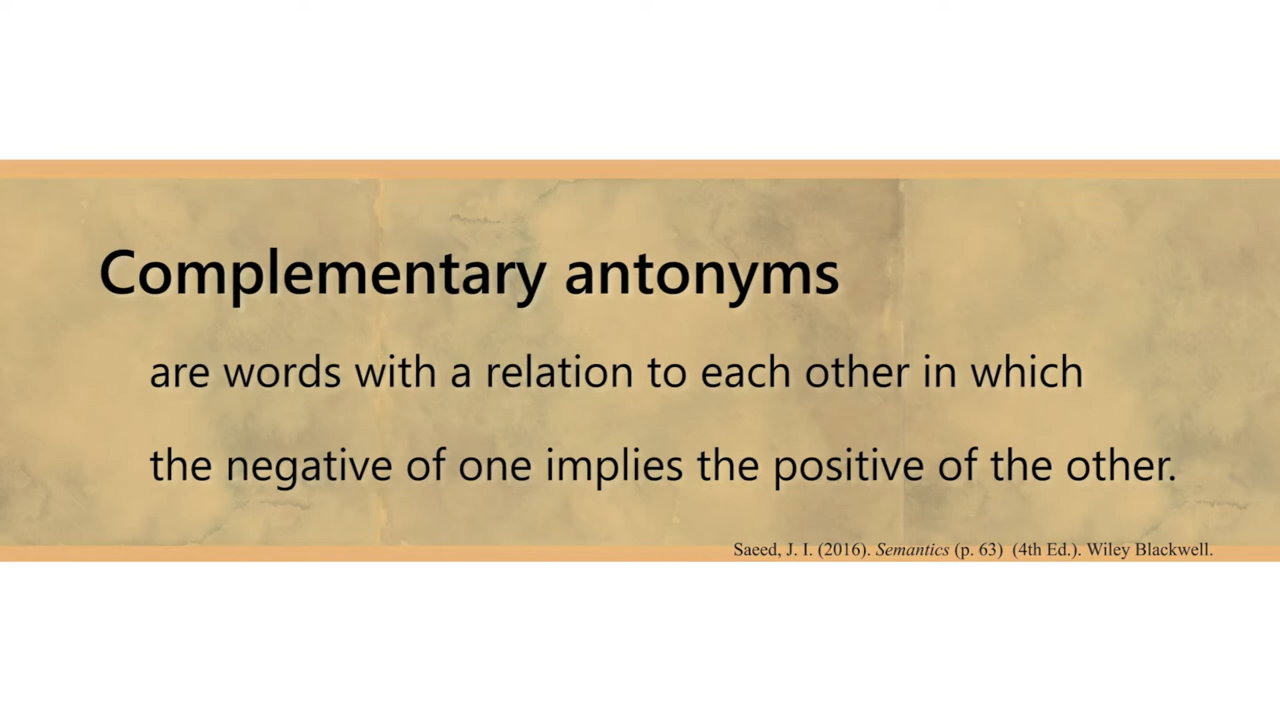 Complementary antonyms
are words with a relation to each other in which
the negative of one implies the positive of the other.
Saeed, J. I. (2016). Semantics (p. 63) (4th Ed.). Wiley Blackwell.